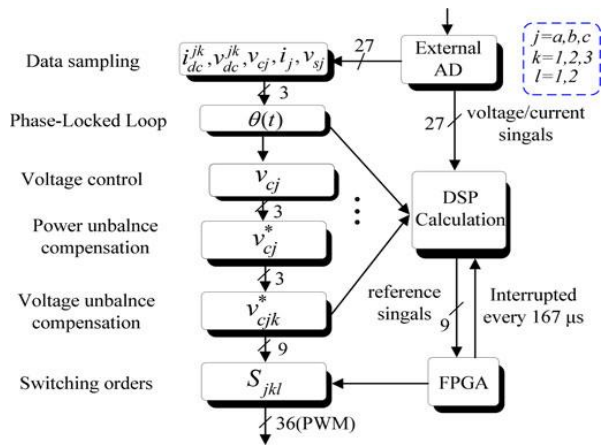 Data sampling
i_dc^jk, v_dc^jk, v_cj, i_j, v_sj
27
External
AD
j=a,b,c
k=1,2,3
l=1,2
3
27
voltage/current
singals
Phase-Locked Loop
θ(t)
Voltage control
v_cj
3
DSP
Calculation
Power unbalnce
compensation
v_cj^*
3
Voltage unbalnce
compensation
v_cjk^*
reference
singals
9
Interrupted
every 167 μs
9
Switching orders
S_jkl
FPGA
36(PWM)